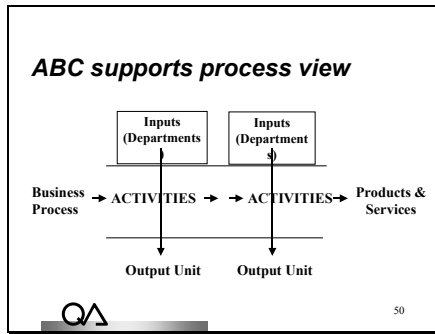 ABC supports process view
Inputs
(Departments
)
Inputs
(Department
s)
Business
Process
ACTIVITIES
ACTIVITIES
Products &
Services
Output Unit
Output Unit
QA
50